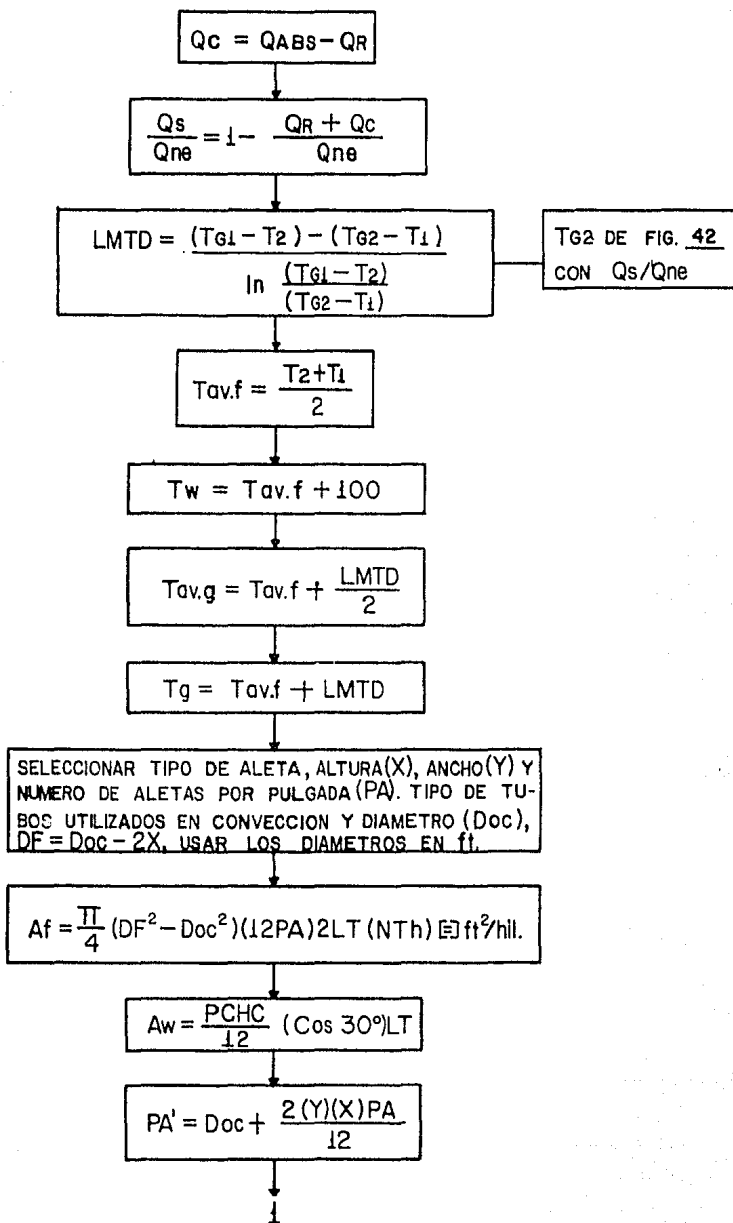 Qc = QABS - QR
Qs/Qne = 1 - (QR + Qc)/Qne
LMTD = ((TG1 - T2) - (TG2 - T1))/(ln (TG1 - T2)/(TG2 - T1))
TG2 DE FIG. 42
CON Qs/Qne
Tav.f = (T2+T1)/2
Tw = Tav.f + 100
Tav.g = Tav.f + LMTD/2
Tg = Tav.f + LMTD
SELECCIONAR TIPO DE ALETA, ALTURA(X), ANCHO(Y) Y
NUMERO DE ALETAS POR PULGADA (PA). TIPO DE TU-
BOS UTILIZADOS EN CONVECCION Y DIAMETRO (Doc),
DF = Doc - 2X, USAR LOS DIAMETROS EN ft.
Af = π/4 (DF² - Doc²)(12PA)2LT (NTh) [=] ft²/hil.
Aw = PCHC/12 (Cos 30°)LT
PA' = Doc + 2(Y)(X)PA/12
1